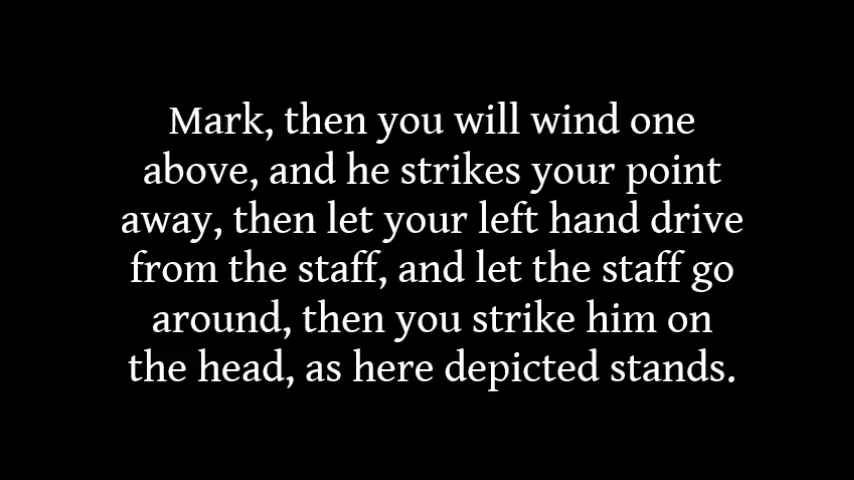 Mark, then you will wind one
above, and he strikes your point
away, then let your left hand drive
from the staff, and let the staff go
around, then you strike him on
the head, as here depicted stands.